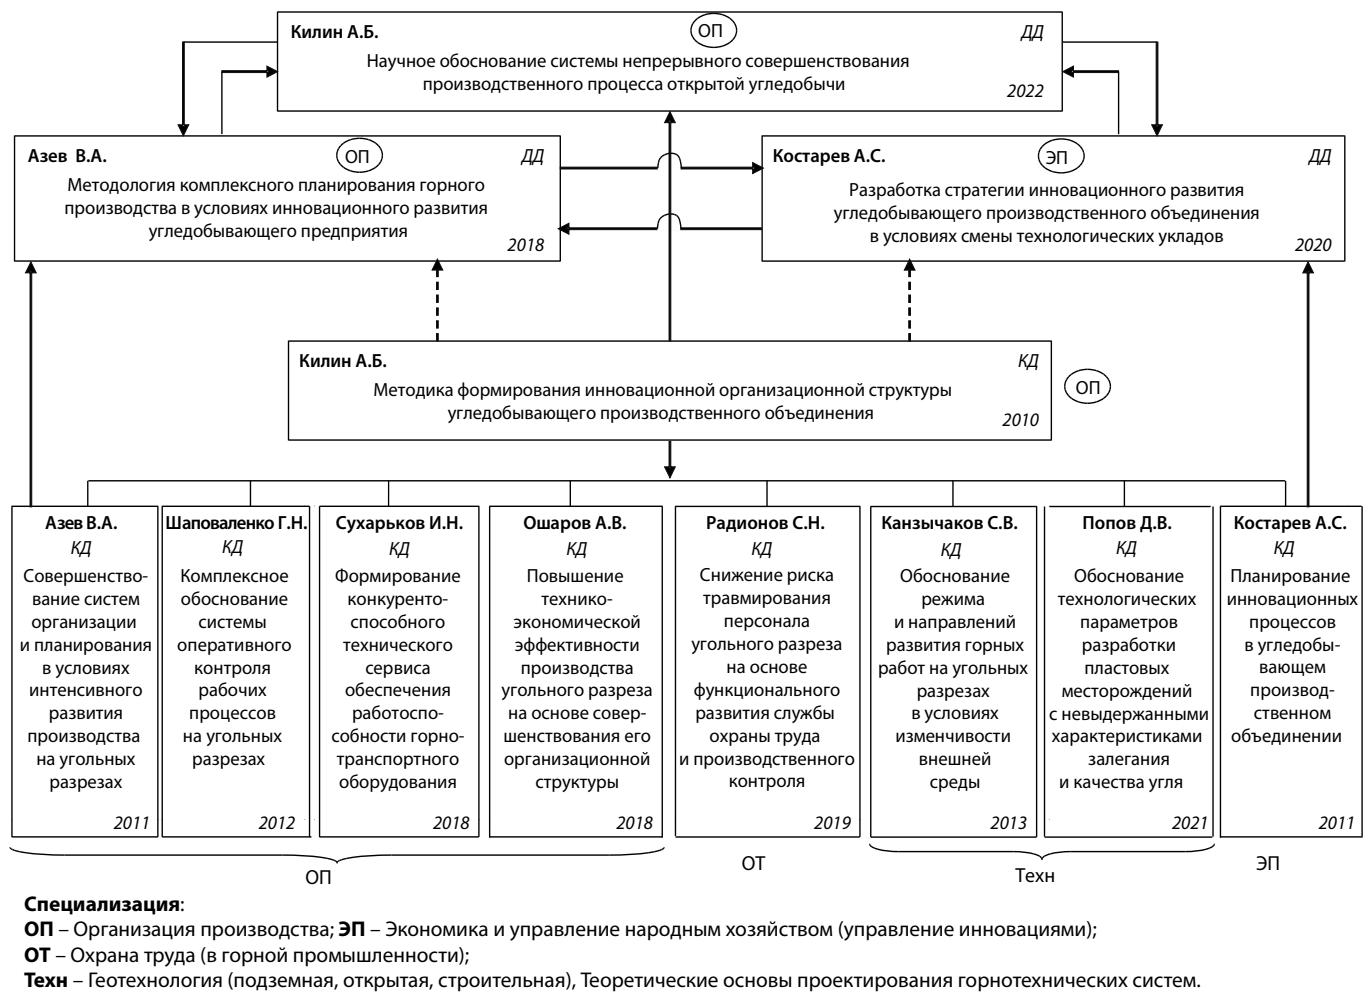 Килин А.Б.
ОП
ДД
Научное обоснование системы непрерывного совершенствования
производственного процесса открытой угледобычи
2022
Азев В.А.
ОП
ДД
Методология комплексного планирования горного
производства в условиях инновационного развития
угледобывающего предприятия
2018
Костарев А.С.
ЭП
ДД
Разработка стратегии инновационного развития
угледобывающего производственного объединения
в условиях смены технологических укладов
2020
Килин А.Б.
КД
Методика формирования инновационной организационной структуры
угледобывающего производственного объединения
2010
ОП
Азев В.А.
КД
Совершенство-
вание систем
организации
и планирования
в условиях
интенсивного
развития
производства
на угольных
разрезах
2011
Шаповаленко Г.Н.
КД
Комплексное
обоснование
системы
оперативного
контроля
рабочих
процессов
на угольных
разрезах
2012
Сухарьков И.Н.
КД
Формирование
конкуренто-
способного
технического
сервиса
обеспечения
работоспо-
собности горно-
транспортного
оборудования
2018
Ошаров А.В.
КД
Повышение
технико-
экономической
эффективности
производства
угольного разреза
на основе совер-
шенствования его
организационной
структуры
2018
Радионов С.Н.
КД
Снижение риска
травмирования
персонала
угольного разреза
на основе
функционального
развития службы
охраны труда
и производственного
контроля
2019
Канзычаков С.В.
КД
Обоснование
режима
и направлений
развития горных
работ на угольных
разрезах
в условиях
изменчивости
внешней
среды
2013
Попов Д.В.
КД
Обоснование
технологических
параметров
разработки
пластовых
месторождений
с невыдержанными
характеристиками
залегания
и качества угля
2021
Костарев А.С.
КД
Планирование
инновационных
процессов
в угледобы-
вающем
производ-
ственном
объединении
2011
ОП
ОТ
Техн
ЭП
Специализация:
ОП – Организация производства; ЭП – Экономика и управление народным хозяйством (управление инновациями);
ОТ – Охрана труда (в горной промышленности);
Техн – Геотехнология (подземная, открытая, строительная), Теоретические основы проектирования горнотехнических систем.